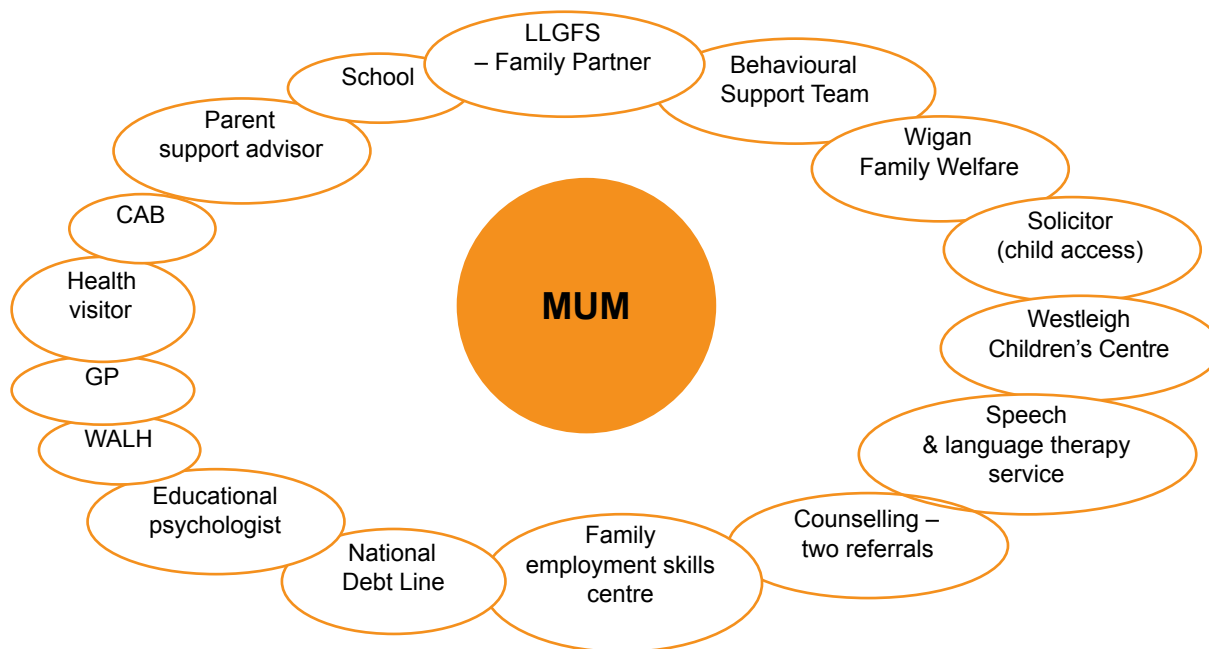 LLGFS
– Family Partner
Behavioural
Support Team
Wigan
Family Welfare
Solicitor
(child access)
Westleigh
Children’s Centre
Speech
& language therapy
service
Counselling –
two referrals
Family
employment skills
centre
National
Debt Line
Educational
psychologist
WALH
GP
Health
visitor
CAB
Parent
support advisor
School
MUM